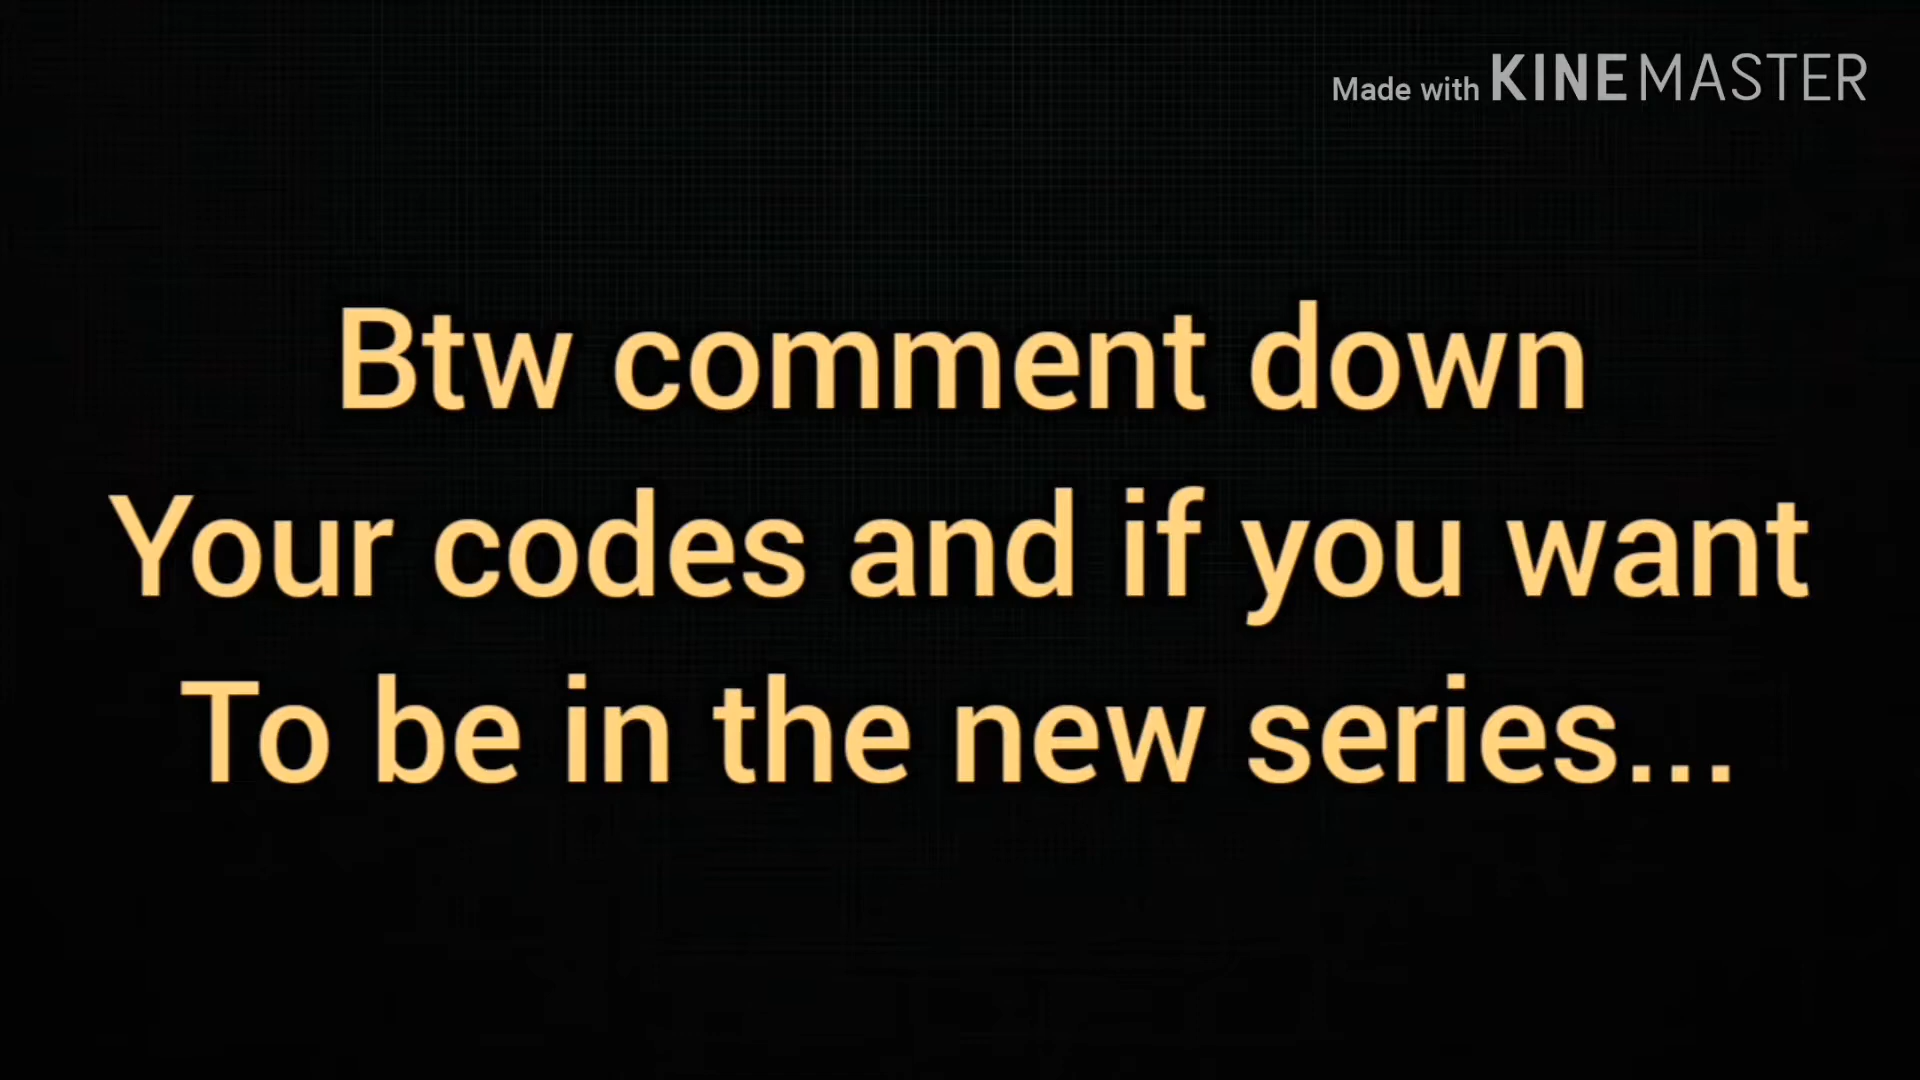 Made with KINEMASTER
Btw comment down
Your codes and if you want
To be in the new series...